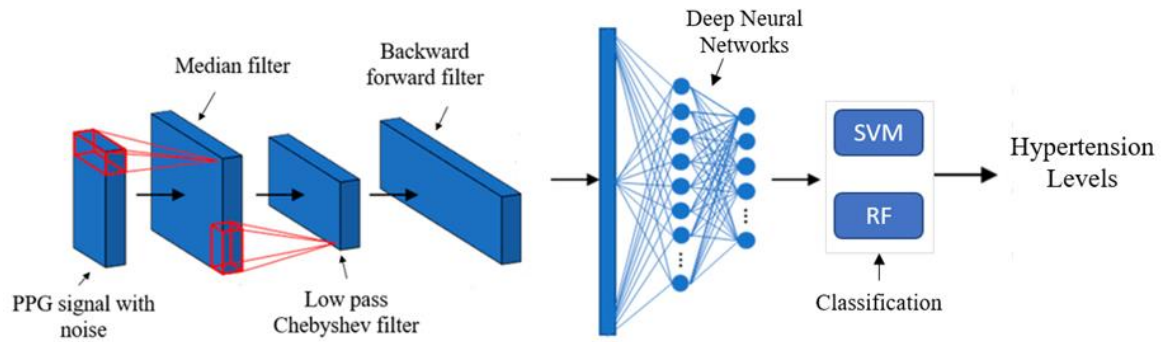 PPG signal with
noise
Median filter
Low pass
Chebyshev filter
Backward
forward filter
Deep Neural
Networks
SVM
RF
Classification
Hypertension
Levels